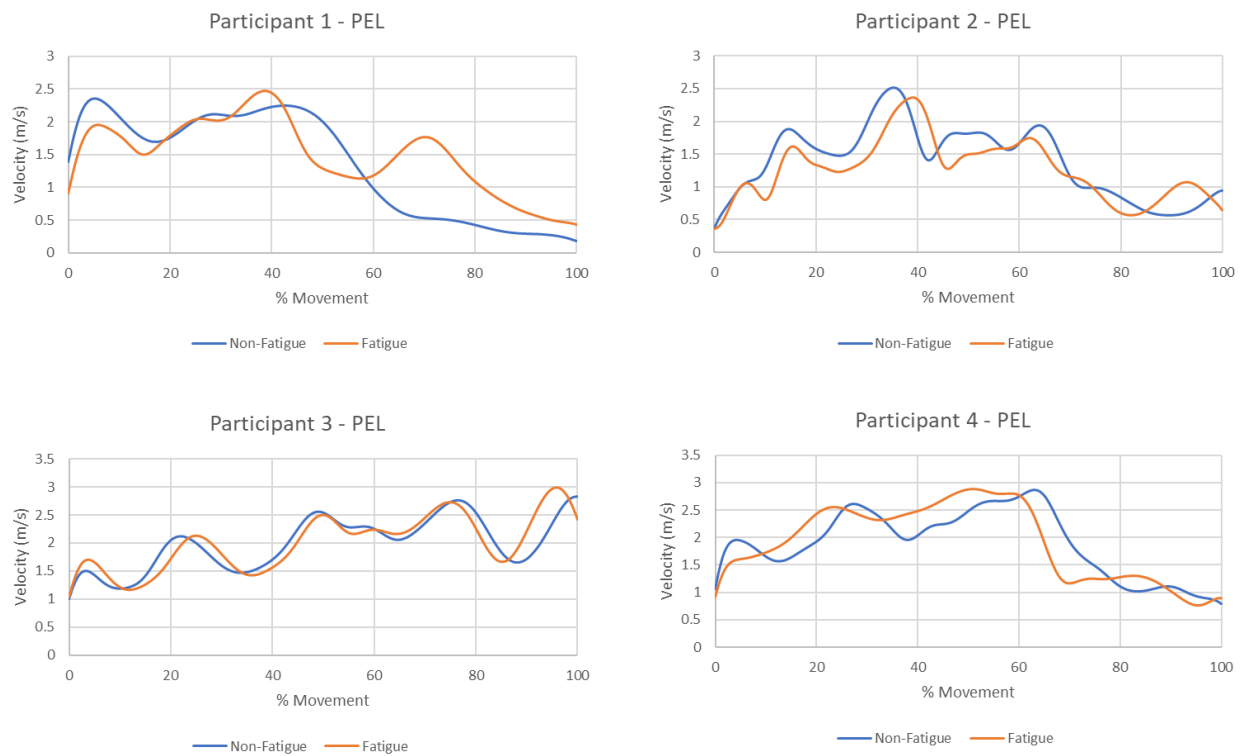 Participant 1 - PEL
3
2.5
2
1.5
1
0.5
0
Velocity (m/s)
0 20 40 60 80 100
% Movement
Non-Fatigue Fatigue
Participant 2 - PEL
3
2.5
2
1.5
1
0.5
0
Velocity (m/s)
0 20 40 60 80 100
% Movement
Non-Fatigue Fatigue
Participant 3 - PEL
3.5
3
2.5
2
1.5
1
0.5
0
Velocity (m/s)
0 20 40 60 80 100
% Movement
Non-Fatigue Fatigue
Participant 4 - PEL
3.5
3
2.5
2
1.5
1
0.5
0
Velocity (m/s)
0 20 40 60 80 100
% Movement
Non-Fatigue Fatigue